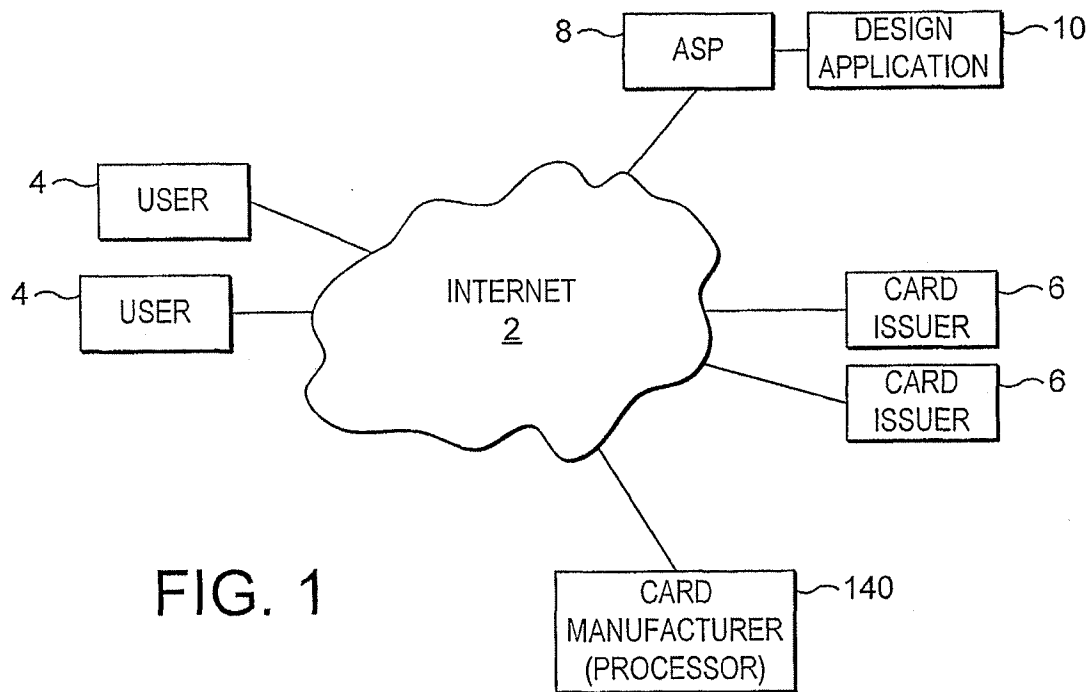 8
ASP
DESIGN
APPLICATION
10
4
USER
4
USER
INTERNET
2
CARD
ISSUER
6
CARD
ISSUER
6
FIG. 1
CARD
MANUFACTURER
(PROCESSOR)
140